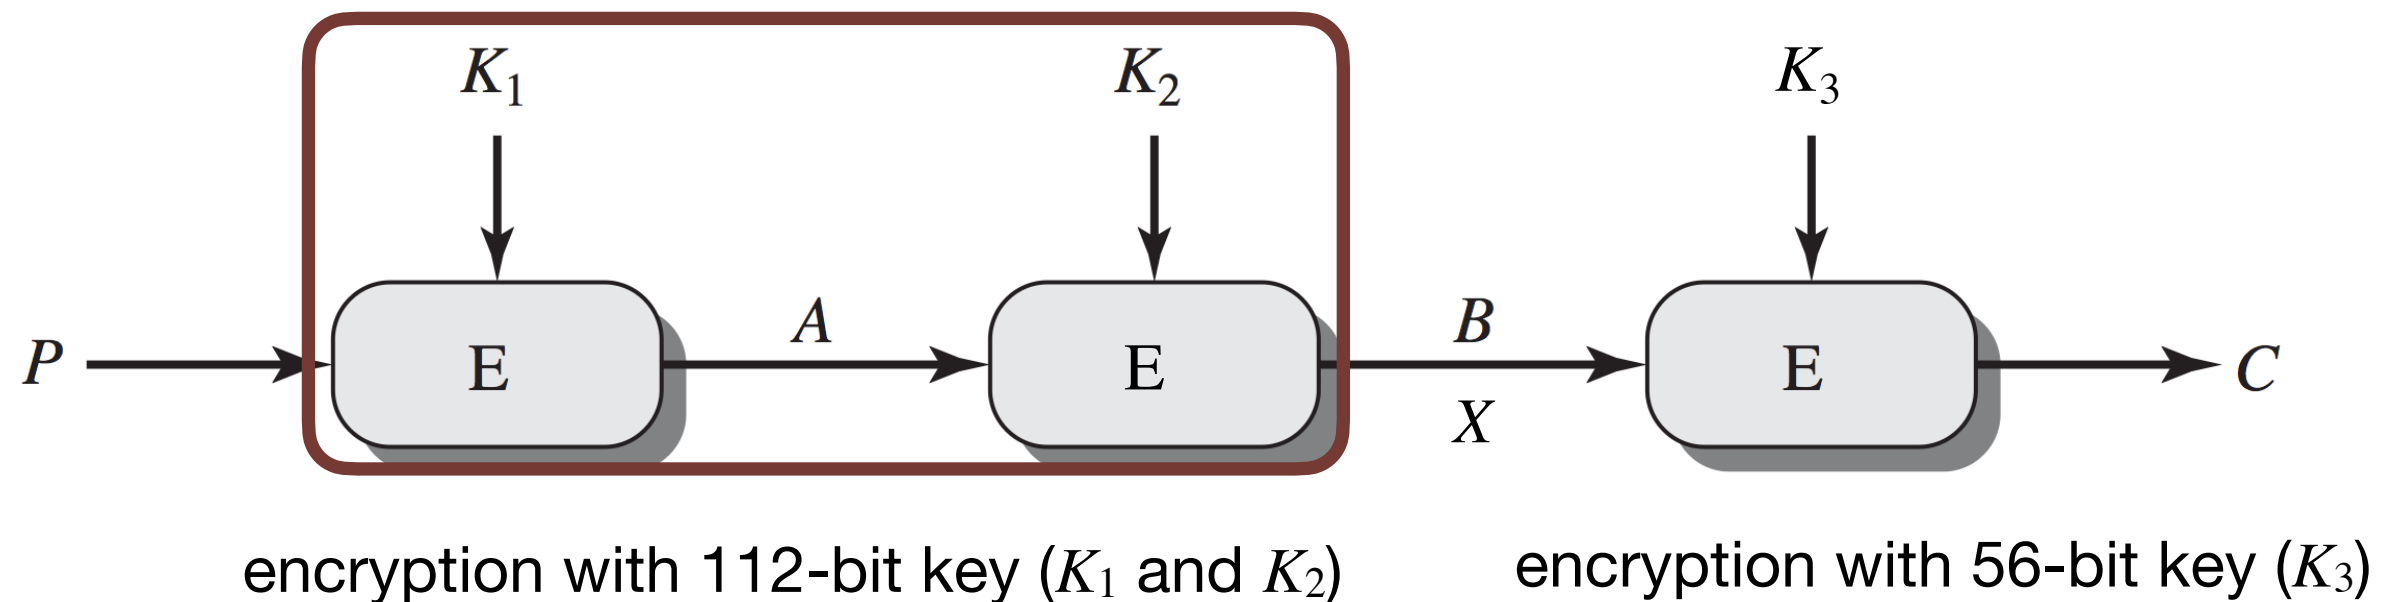 K₁ K₂ K₃
A B
P E E E C
X
encryption with 112-bit key (K₁ and K₂) encryption with 56-bit key (K₃)